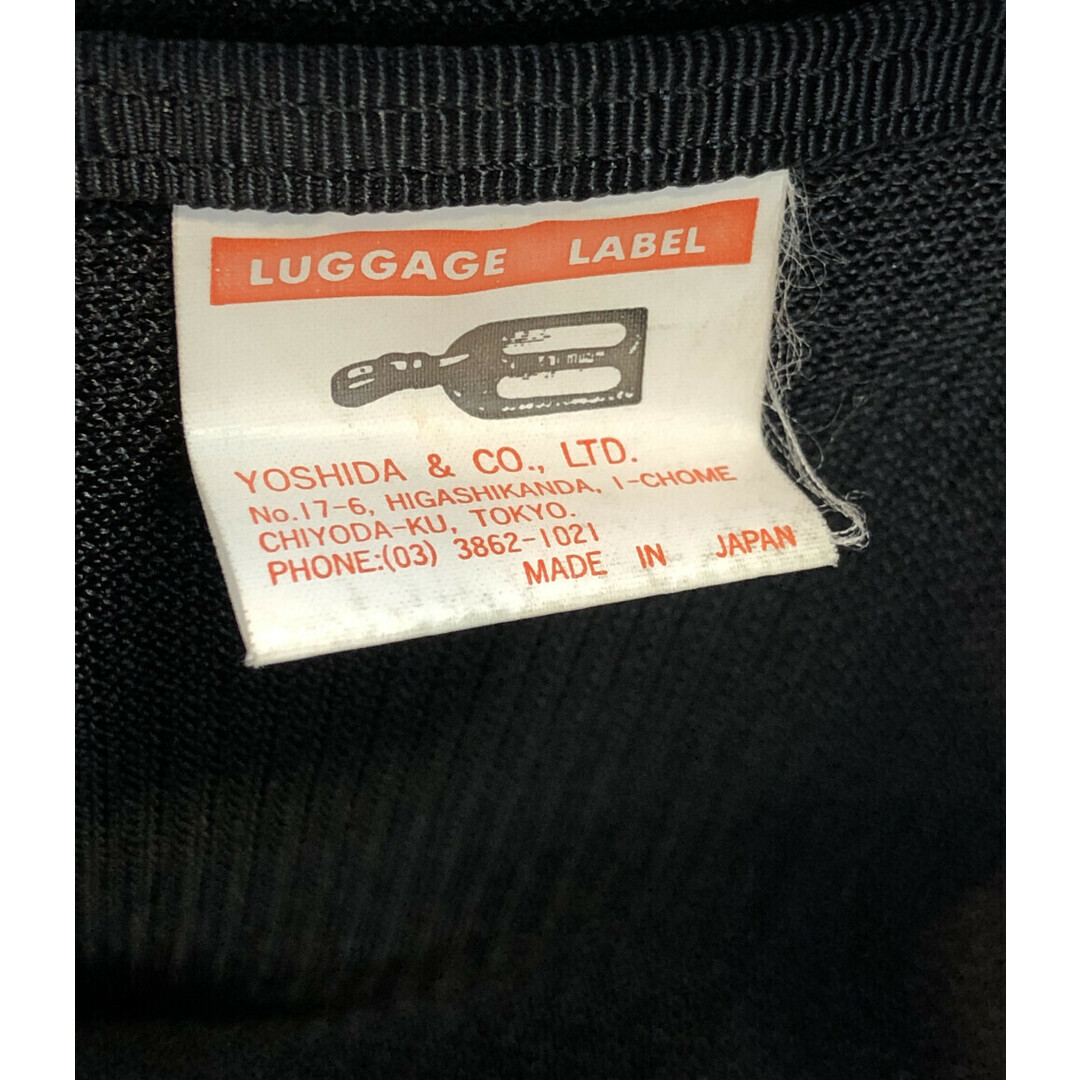 LUGGAGE LABEL
YOSHIDA & CO., LTD.
No.17-6, HIGASHIKANDA, 1-CHOME
CHIYODA-KU, TOKYO.
PHONE:(03) 3862-1021
MADE IN JAPAN